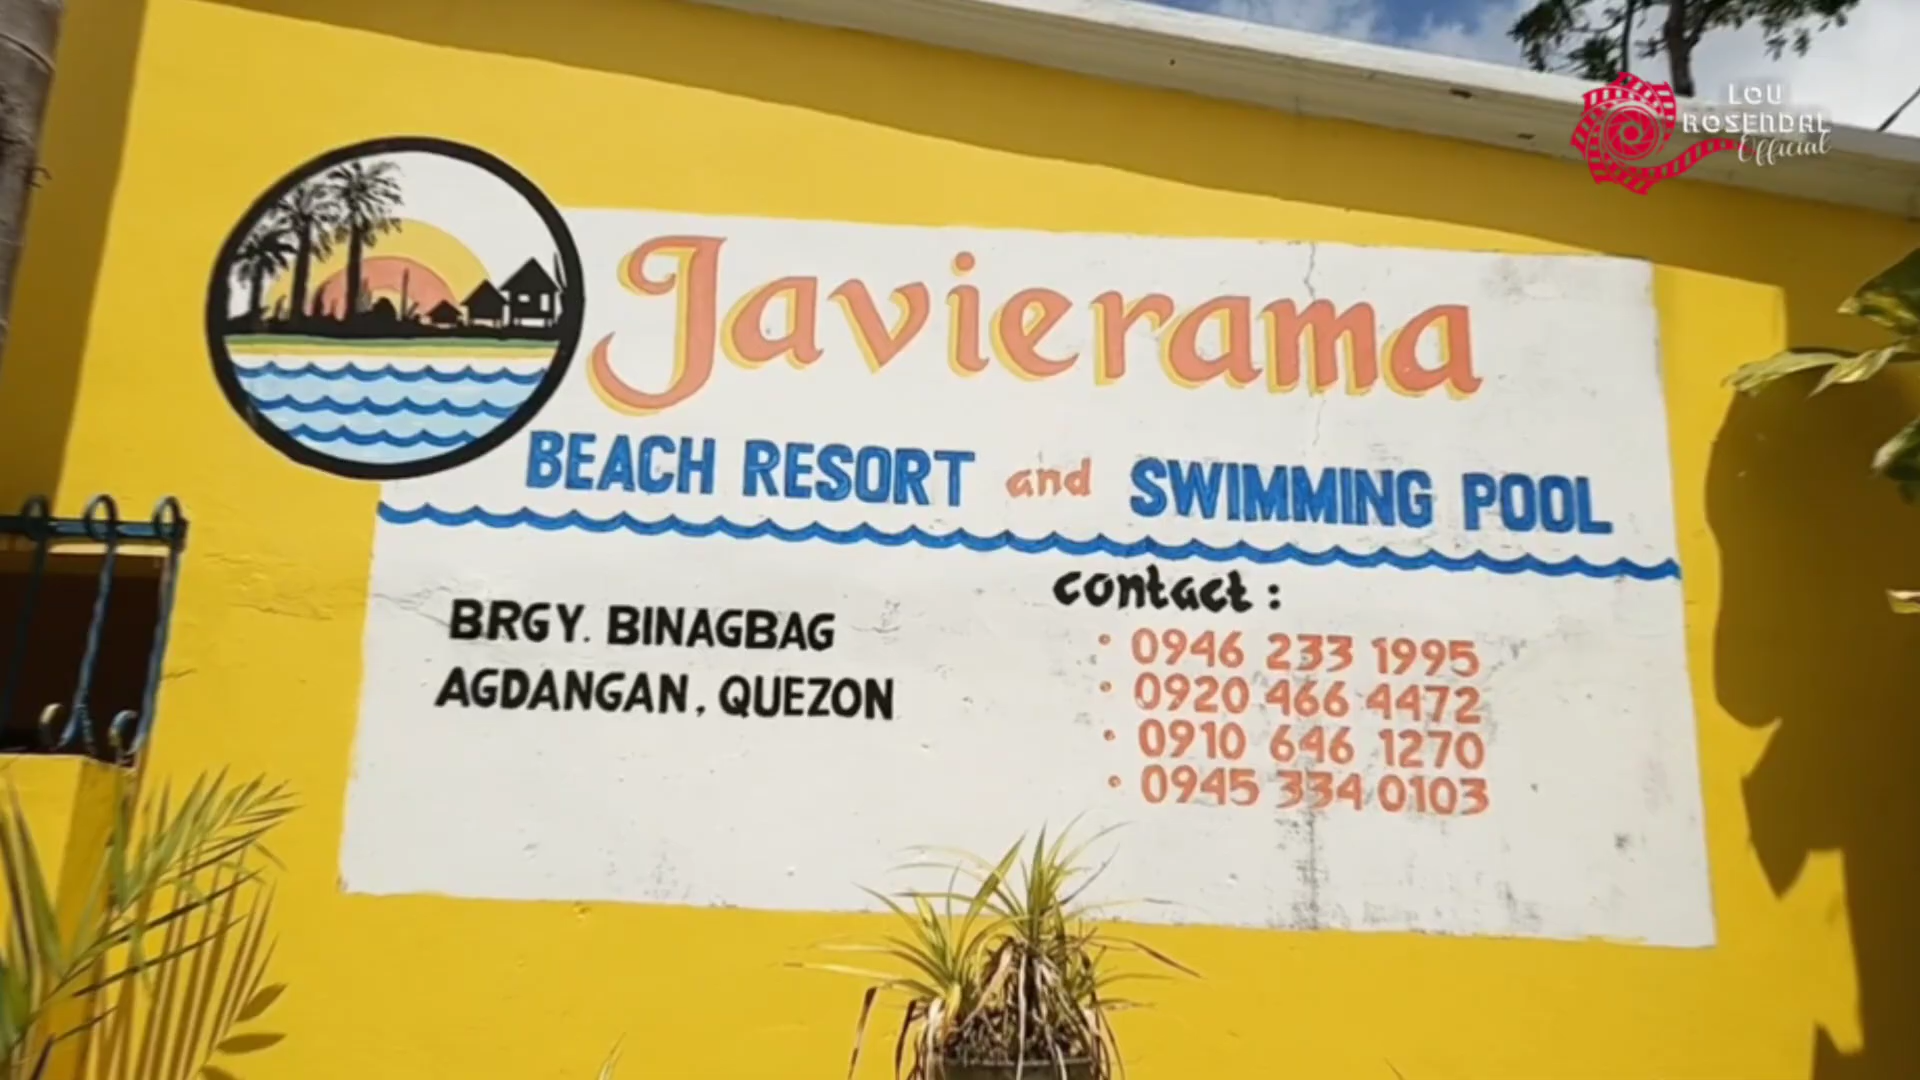 LOU
ROSENDAL
Official
Javierama
BEACH RESORT and SWIMMING POOL
BRGY. BINAGBAG
AGDANGAN, QUEZON
contact :
• 0946 233 1995
• 0920 466 4472
• 0910 646 1270
• 0945 334 0103